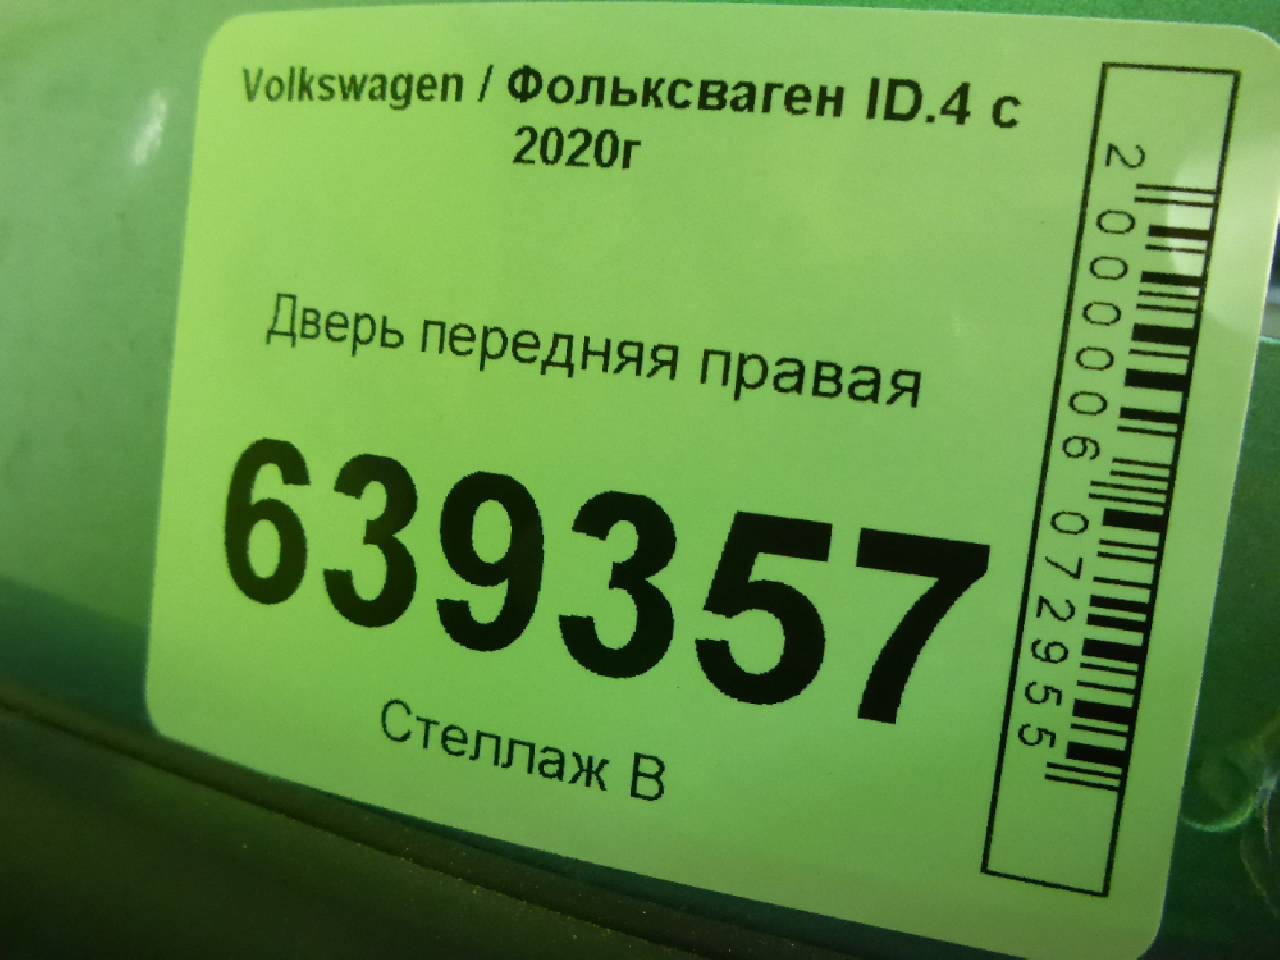 Volkswagen / Фольксваген ID.4 с
2020г
Дверь передняя правая
639357
Стеллаж В
2000006072955